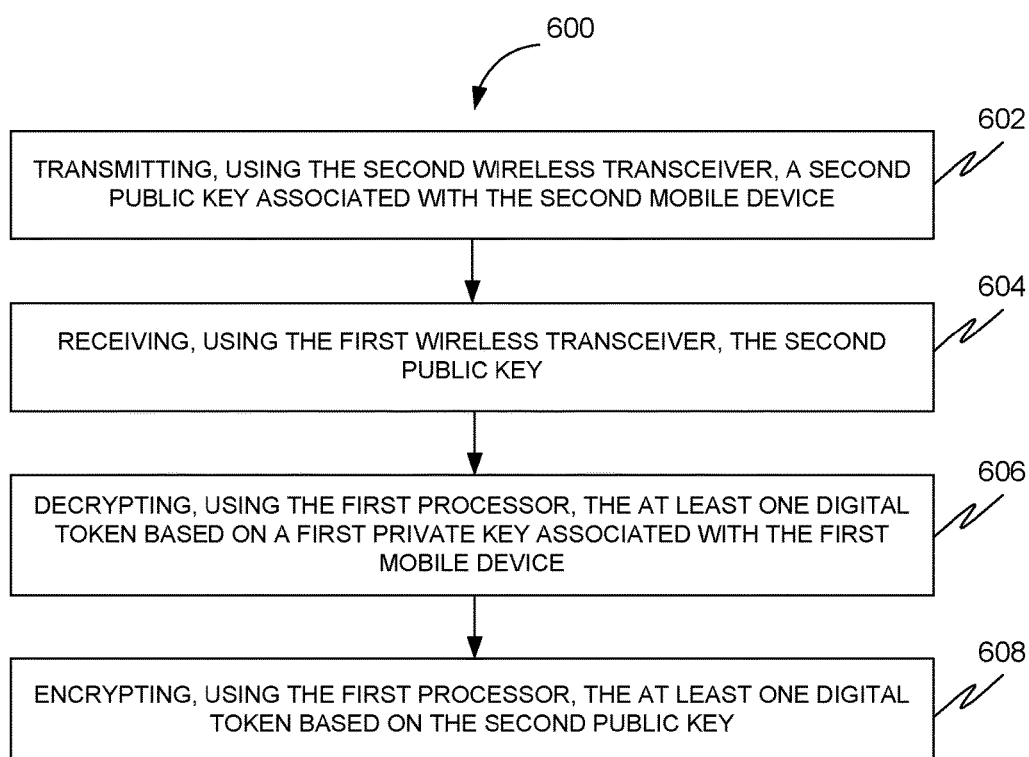 600
602
TRANSMITTING, USING THE SECOND WIRELESS TRANSCEIVER, A SECOND
PUBLIC KEY ASSOCIATED WITH THE SECOND MOBILE DEVICE
604
RECEIVING, USING THE FIRST WIRELESS TRANSCEIVER, THE SECOND
PUBLIC KEY
606
DECRYPTING, USING THE FIRST PROCESSOR, THE AT LEAST ONE DIGITAL
TOKEN BASED ON A FIRST PRIVATE KEY ASSOCIATED WITH THE FIRST
MOBILE DEVICE
608
ENCRYPTING, USING THE FIRST PROCESSOR, THE AT LEAST ONE DIGITAL
TOKEN BASED ON THE SECOND PUBLIC KEY